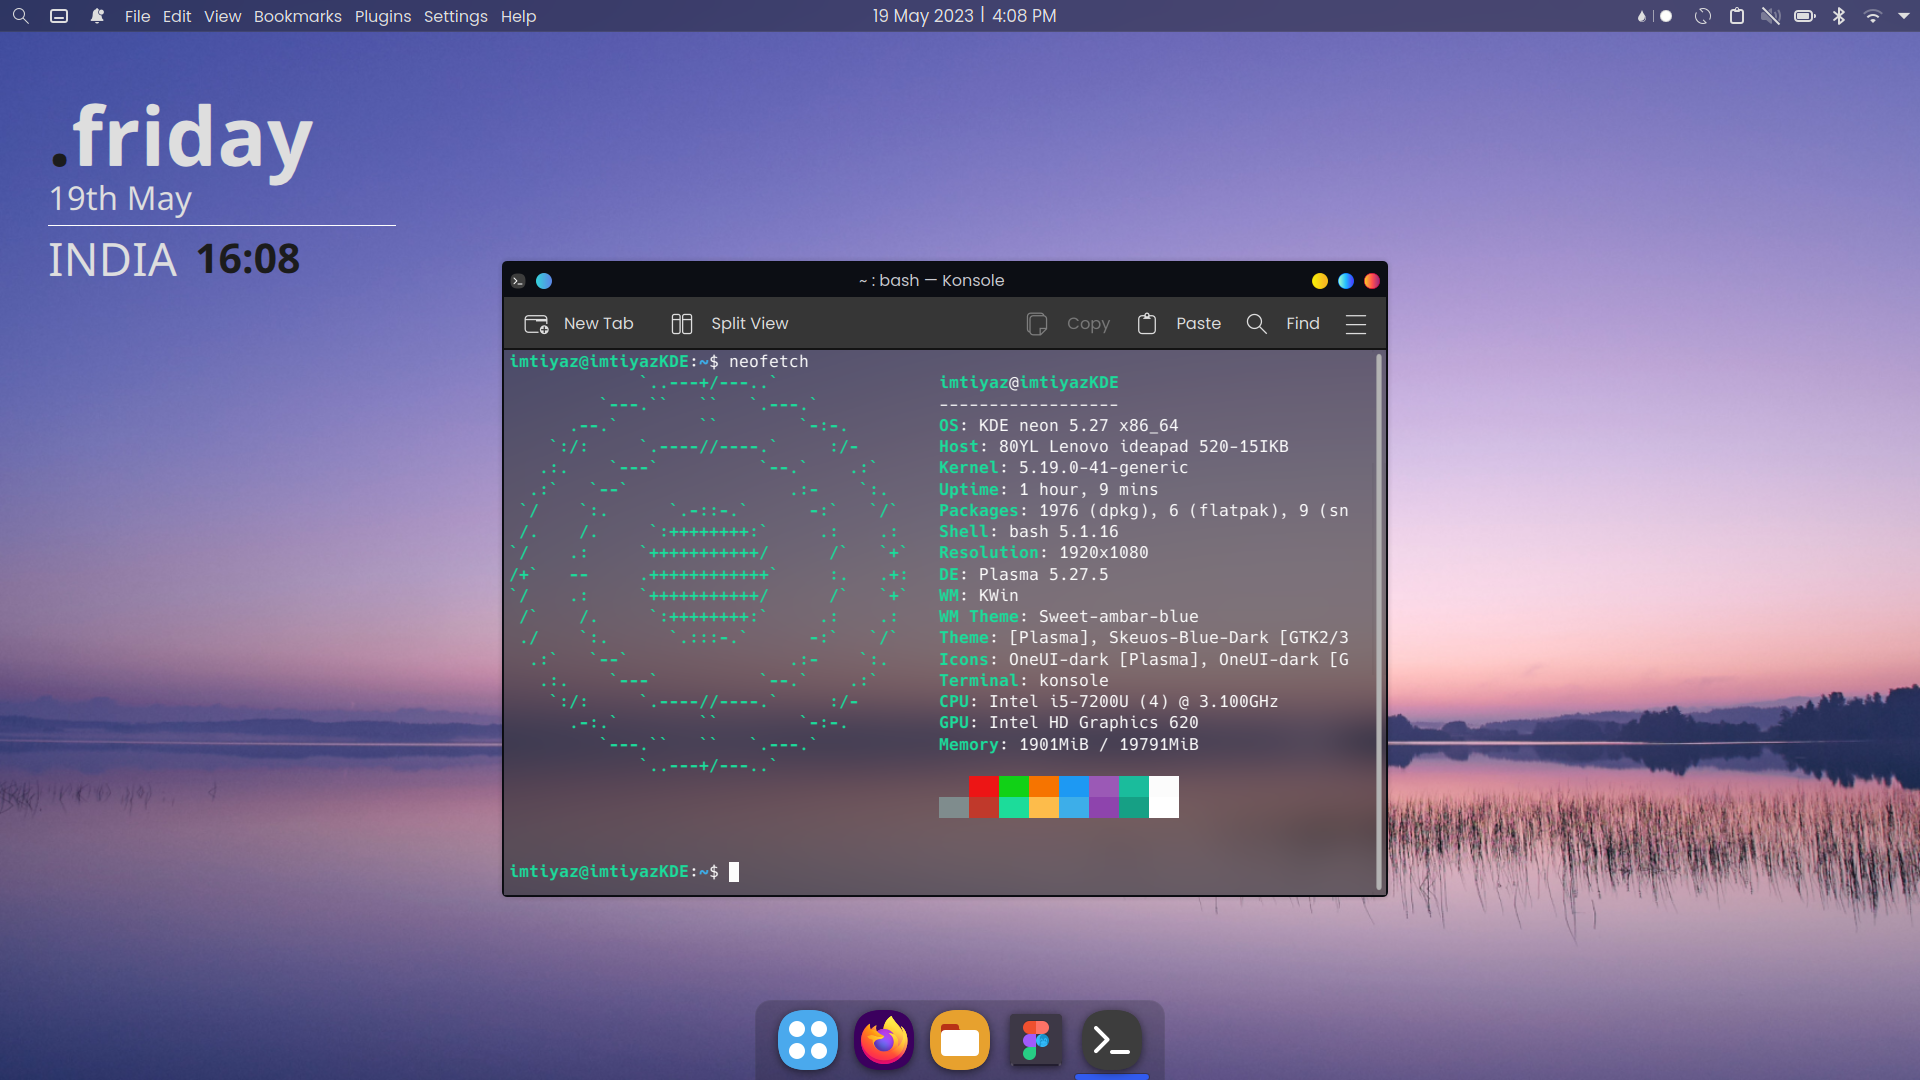 File Edit View Bookmarks Plugins Settings Help
19 May 2023 | 4:08 PM
.friday
19th May
INDIA 16:08
~ : bash — Konsole
New Tab Split View Copy Paste Find
imtiyaz@imtiyazKDE:~$ neofetch
imtiyaz@imtiyazKDE
------------------
OS: KDE neon 5.27 x86_64
Host: 80YL Lenovo ideapad 520-15IKB
Kernel: 5.19.0-41-generic
Uptime: 1 hour, 9 mins
Packages: 1976 (dpkg), 6 (flatpak), 9 (sn
Shell: bash 5.1.16
Resolution: 1920x1080
DE: Plasma 5.27.5
WM: KWin
WM Theme: Sweet-ambar-blue
Theme: [Plasma], Skeuos-Blue-Dark [GTK2/3
Icons: OneUI-dark [Plasma], OneUI-dark [G
Terminal: konsole
CPU: Intel i5-7200U (4) @ 3.100GHz
GPU: Intel HD Graphics 620
Memory: 1901MiB / 19791MiB
imtiyaz@imtiyazKDE:~$